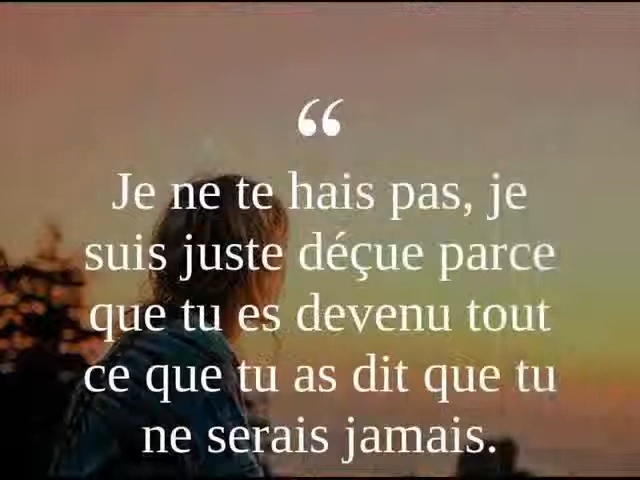 “
Je ne te hais pas, je
suis juste déçue parce
que tu es devenu tout
ce que tu as dit que tu
ne serais jamais.